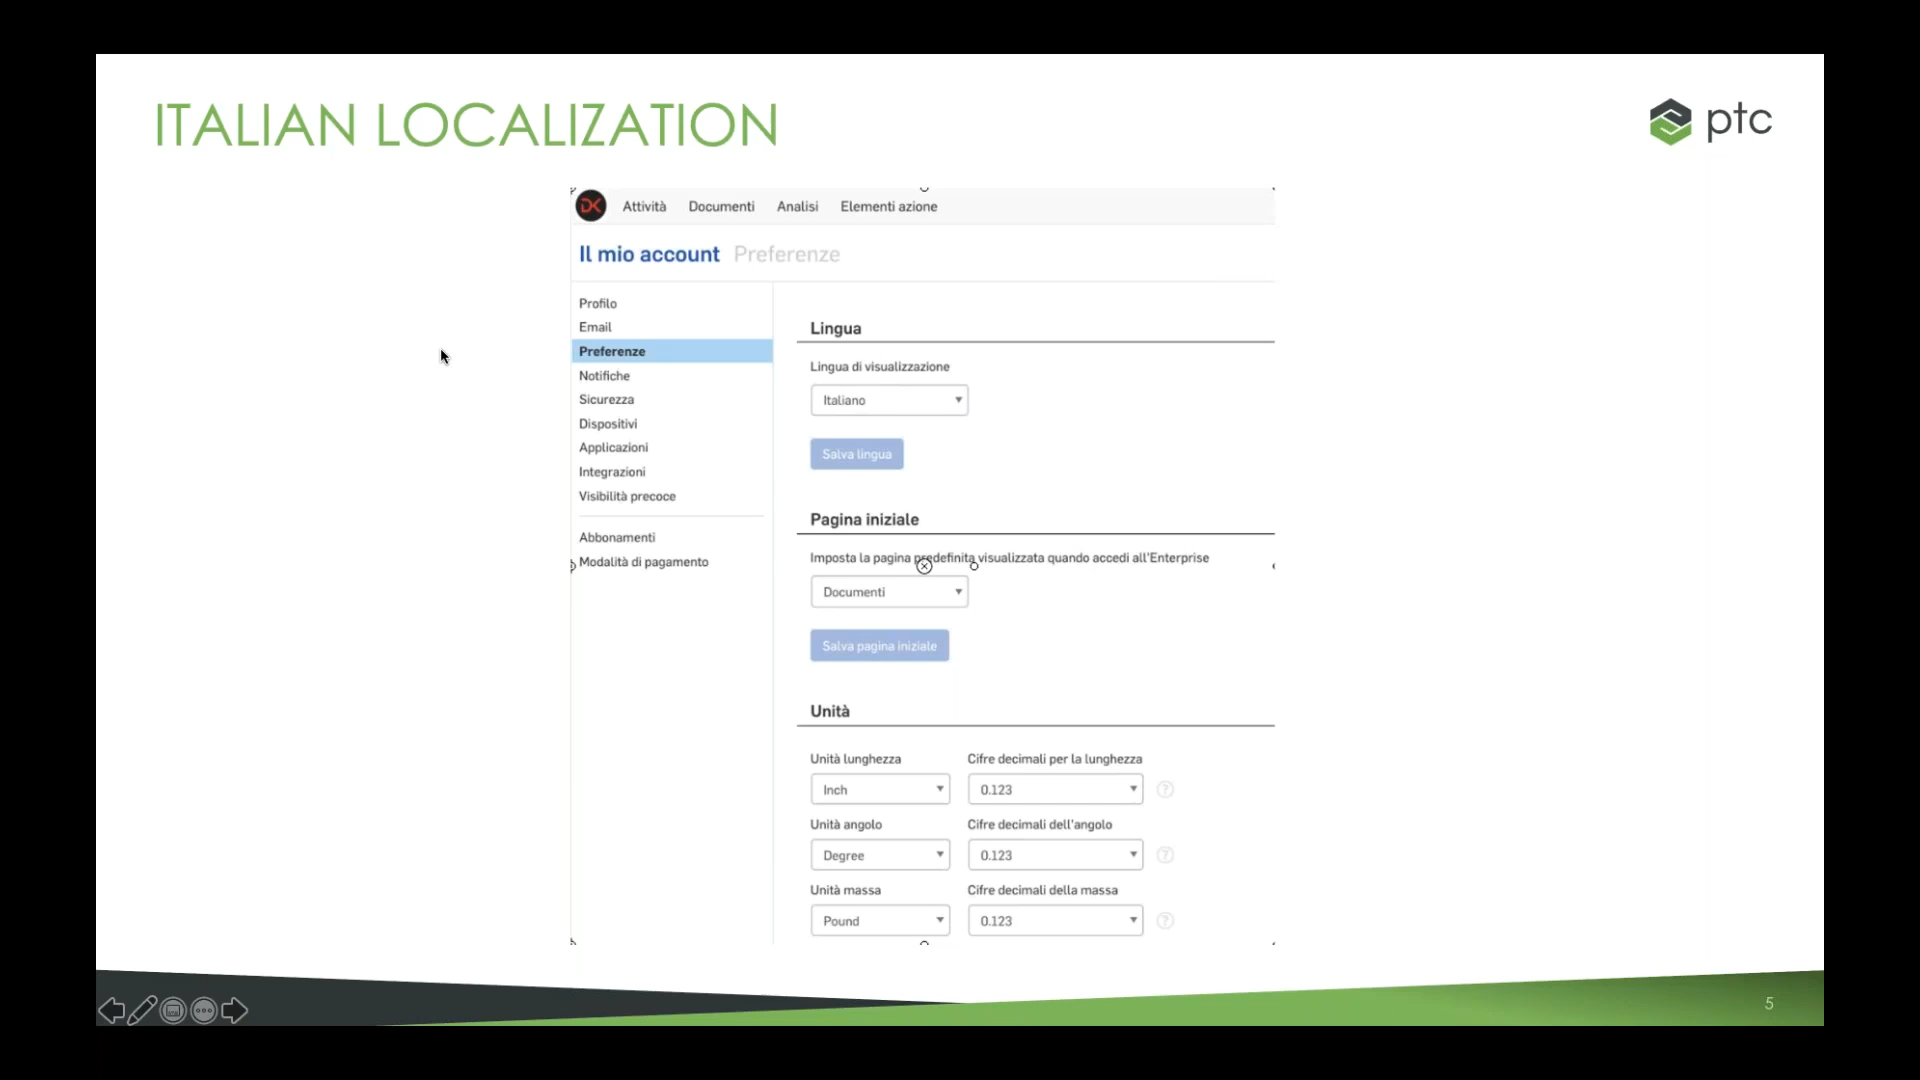 ITALIAN LOCALIZATION
ptc
DK
Attività Documenti Analisi Elementi azione
Il mio account Preferenze
Profilo
Email
Preferenze
Notifiche
Sicurezza
Dispositivi
Applicazioni
Integrazioni
Visibilità precoce
Abbonamenti
Modalità di pagamento
Lingua
Lingua di visualizzazione
Italiano
Salva lingua
Pagina iniziale
Imposta la pagina predefinita visualizzata quando accedi all'Enterprise
Documenti
Salva pagina iniziale
Unità
Unità lunghezza Cifre decimali per la lunghezza
Inch 0.123 ?
Unità angolo Cifre decimali dell'angolo
Degree 0.123 ?
Unità massa Cifre decimali della massa
Pound 0.123 ?
5